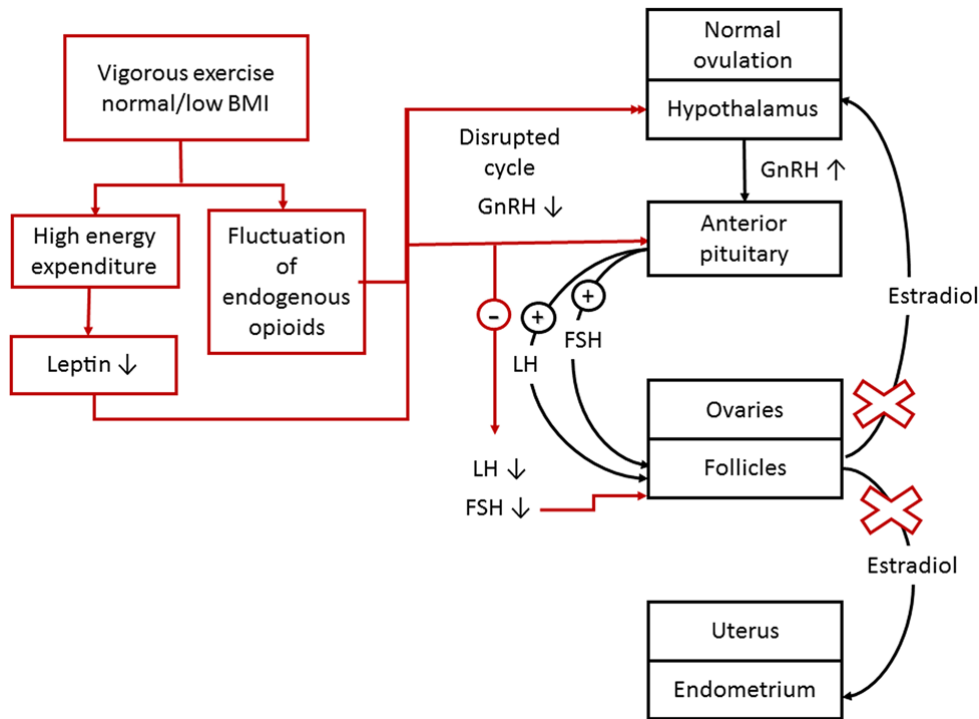 Vigorous exercise
normal/low BMI
High energy
expenditure
Leptin ↓
Fluctuation
of
endogenous
opioids
Disrupted
cycle
GnRH ↓
-
LH ↓
FSH ↓
Normal
ovulation
Hypothalamus
GnRH ↑
Anterior
pituitary
+
LH
+
FSH
Ovaries
Follicles
Estradiol
Estradiol
Uterus
Endometrium